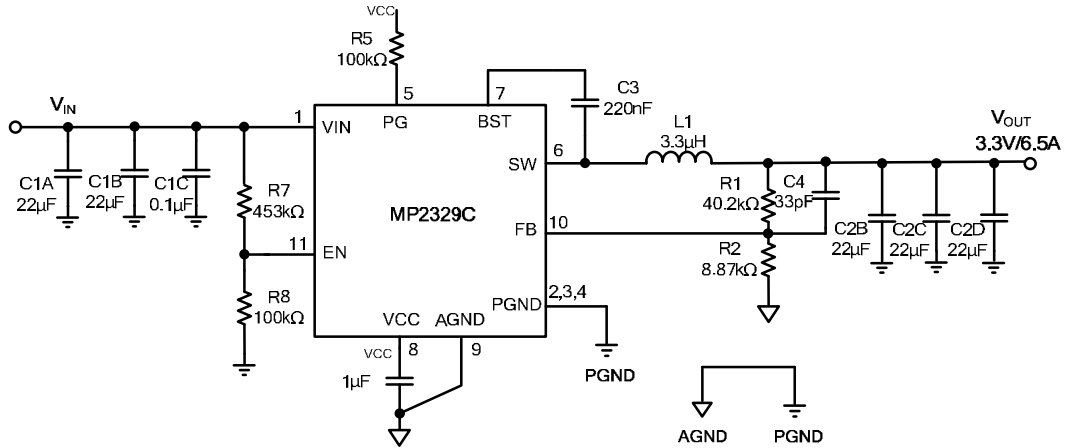 VCC
R5
100kΩ
5
7
C3
220nF
VIN
1
VIN
PG
BST
L1
3.3µH
VOUT
3.3V/6.5A
SW
6
C1A
22µF
C1B
22µF
C1C
0.1µF
R7
453kΩ
MP2329C
R1
40.2kΩ
C4
33pF
FB
10
C2B
22µF
C2C
22µF
C2D
22µF
11
EN
R2
8.87kΩ
R8
100kΩ
PGND
2,3,4
VCC
AGND
VCC
8
9
1µF
PGND
AGND
PGND